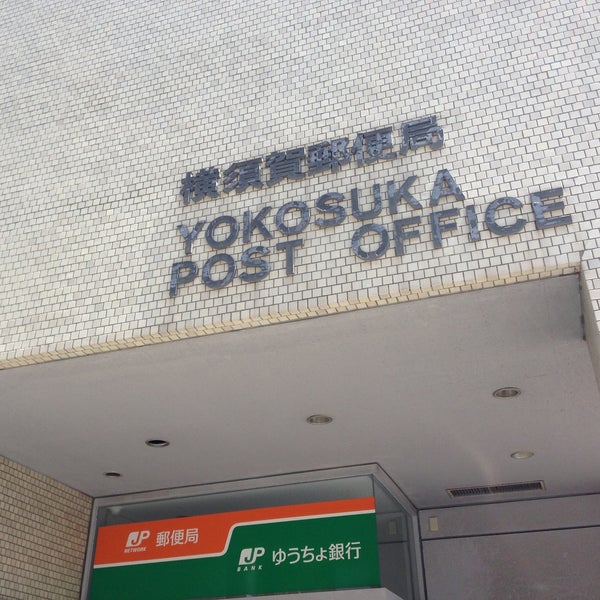 横須賀郵便局
YOKOSUKA
POST OFFICE
JP 郵便局
NETWORK
JP ゆうちょ銀行
BANK